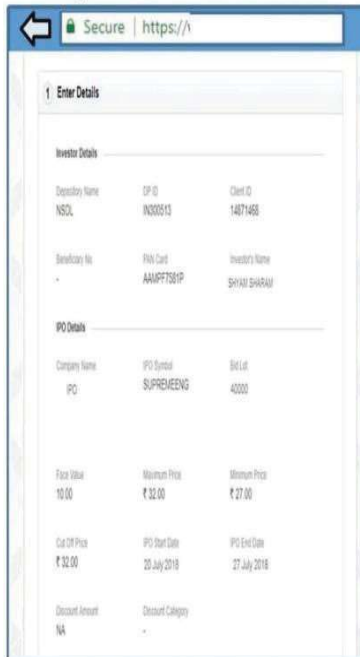 Secure | https://
1 Enter Details
Investor Details
Depository Name DP ID Client ID
NSDL IN300513 14871468
Beneficiary No PAN Card Investor's Name
- AAMPF7581P SHYAM SHARAM
IPO Details
Company Name IPO Symbol Bid Lot
IPO SUPREMEENG 40000
Face Value Maximum Price Minimum Price
10.00 ₹ 32.00 ₹ 27.00
Cut Off Price IPO Start Date IPO End Date
₹ 32.00 20 July 2018 27 July 2018
Discount Amount Discount Category
NA -